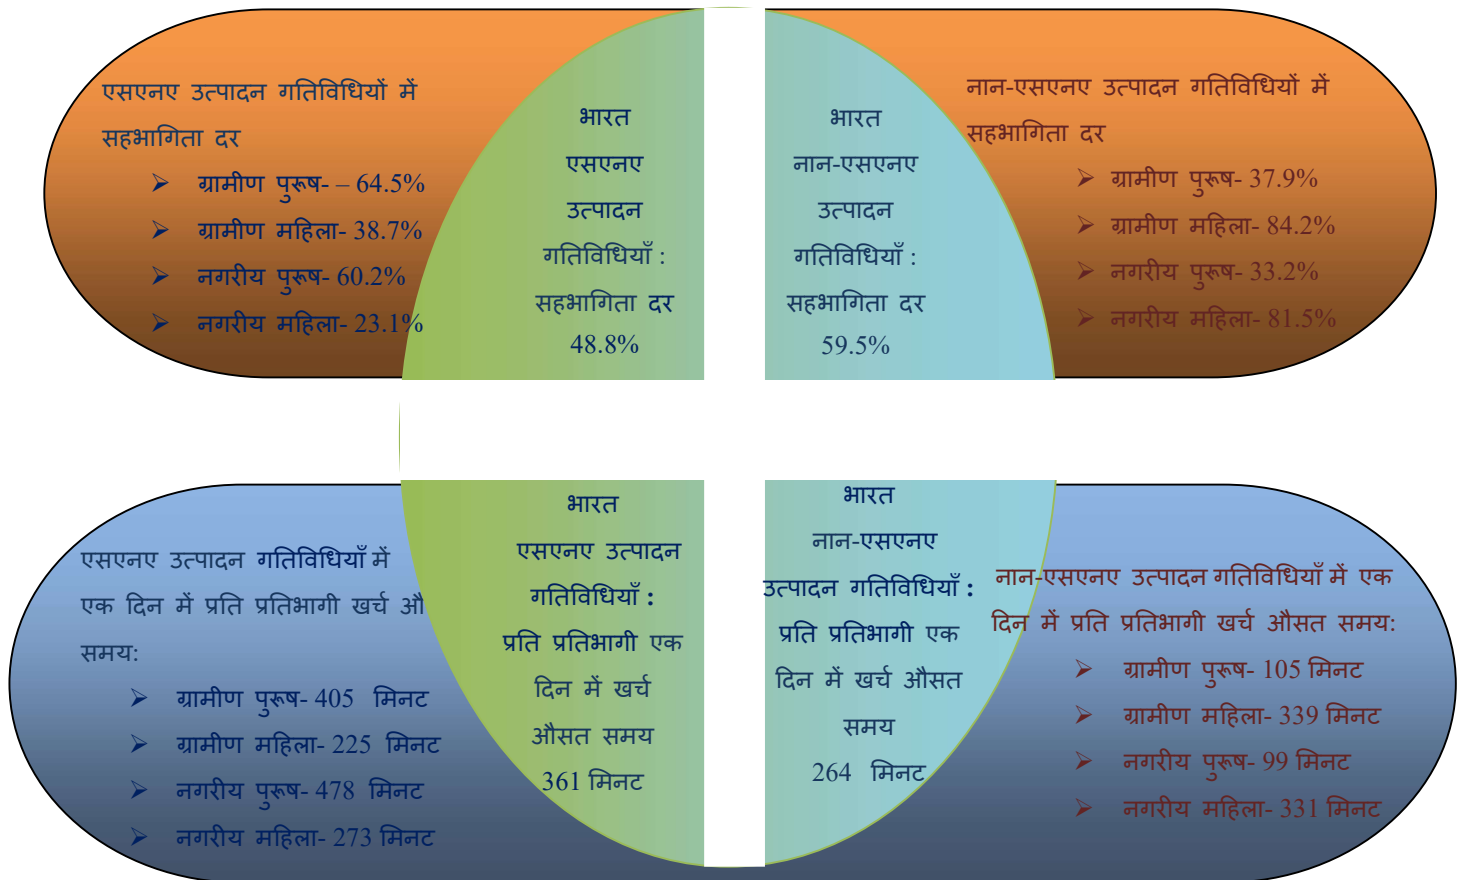 एसएनए उत्पादन गतिविधियों में
सहभागिता दर
➢ ग्रामीण पुरूष- – 64.5%
➢ ग्रामीण महिला- 38.7%
➢ नगरीय पुरूष- 60.2%
➢ नगरीय महिला- 23.1%
भारत
एसएनए
उत्पादन
गतिविधियाँ :
सहभागिता दर
48.8%
भारत
नान-एसएनए
उत्पादन
गतिविधियाँ :
सहभागिता दर
59.5%
नान-एसएनए उत्पादन गतिविधियों में
सहभागिता दर
➢ ग्रामीण पुरूष- 37.9%
➢ ग्रामीण महिला- 84.2%
➢ नगरीय पुरूष- 33.2%
➢ नगरीय महिला- 81.5%
एसएनए उत्पादन गतिविधियाँ में
एक दिन में प्रति प्रतिभागी खर्च औ
समय:
➢ ग्रामीण पुरूष- 405 मिनट
➢ ग्रामीण महिला- 225 मिनट
➢ नगरीय पुरूष- 478 मिनट
➢ नगरीय महिला- 273 मिनट
भारत
एसएनए उत्पादन
गतिविधियाँ :
प्रति प्रतिभागी एक
दिन में खर्च
औसत समय
361 मिनट
भारत
नान-एसएनए
उत्पादन गतिविधियाँ :
प्रति प्रतिभागी एक
दिन में खर्च औसत
समय
264 मिनट
नान-एसएनए उत्पादन गतिविधियाँ में एक
दिन में प्रति प्रतिभागी खर्च औसत समय:
➢ ग्रामीण पुरूष- 105 मिनट
➢ ग्रामीण महिला- 339 मिनट
➢ नगरीय पुरूष- 99 मिनट
➢ नगरीय महिला- 331 मिनट